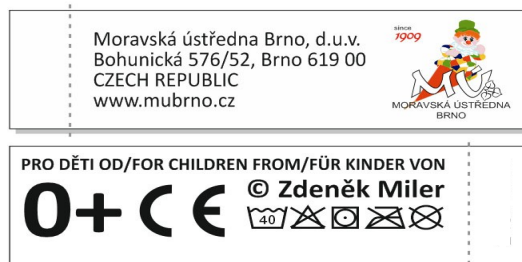 Moravská ústředna Brno, d.u.v.
Bohunická 576/52, Brno 619 00
CZECH REPUBLIC
www.mubrno.cz
since
1909
MU
MORAVSKÁ ÚSTŘEDNA
BRNO
PRO DĚTI OD/FOR CHILDREN FROM/FÜR KINDER VON
0+ CE
© Zdeněk Miler
40